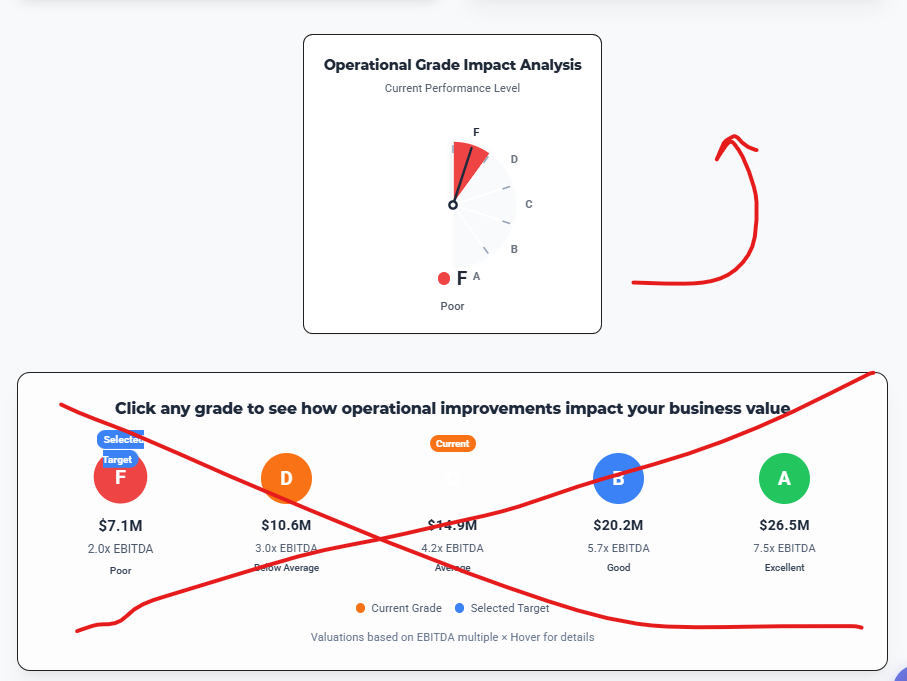 Operational Grade Impact Analysis
Current Performance Level
F
D
C
B
A
F
Poor
Click any grade to see how operational improvements impact your business value
Selected Target
Current
F
D
B
A
$7.1M
$10.6M
$14.9M
$20.2M
$26.5M
2.0x EBITDA
3.0x EBITDA
4.2x EBITDA
5.7x EBITDA
7.5x EBITDA
Poor
Below Average
Average
Good
Excellent
Current Grade
Selected Target
Valuations based on EBITDA multiple × Hover for details